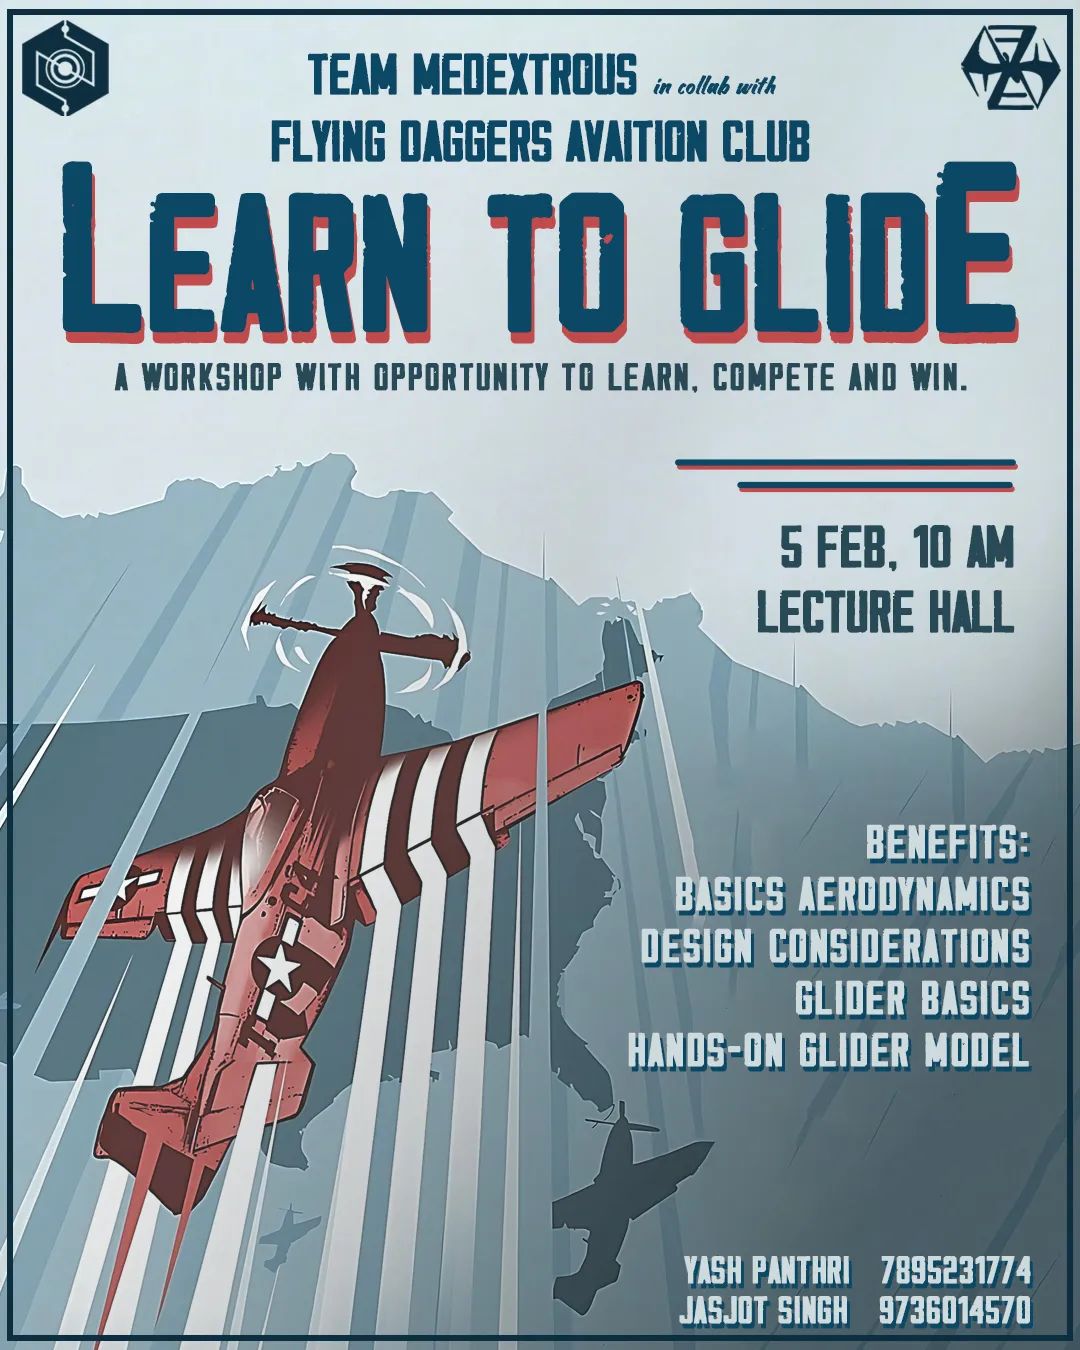 TEAM MEDEXTROUS in collab with
FLYING DAGGERS AVAITION CLUB
LEARN TO GLIDE
A WORKSHOP WITH OPPORTUNITY TO LEARN, COMPETE AND WIN.
5 FEB, 10 AM
LECTURE HALL
BENEFITS:
BASICS AERODYNAMICS
DESIGN CONSIDERATIONS
GLIDER BASICS
HANDS-ON GLIDER MODEL
YASH PANTHRI 7895231774
JASJOT SINGH 9736014570